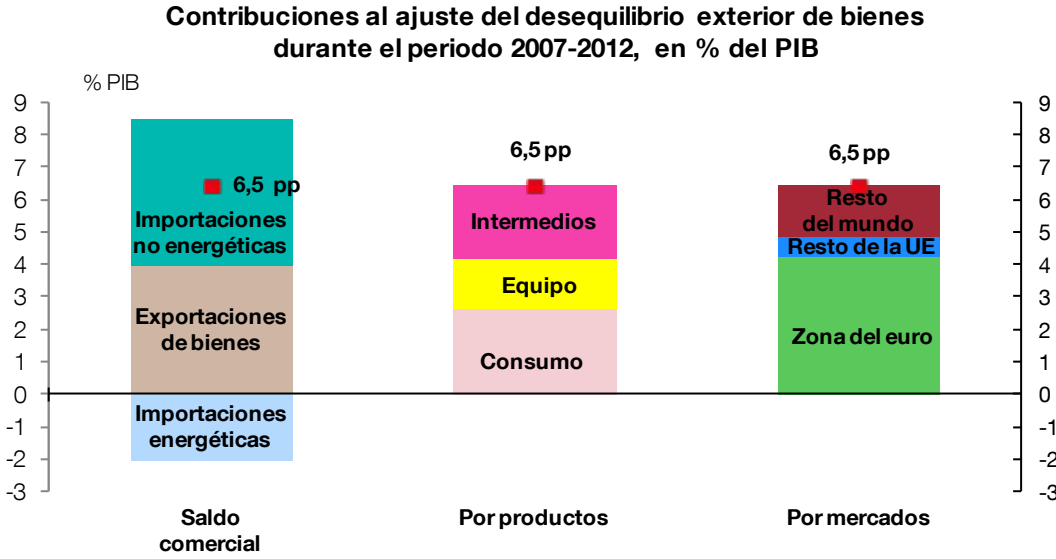 Contribuciones al ajuste del desequilibrio exterior de bienes
durante el periodo 2007-2012, en % del PIB
% PIB
9
8
7
6
5
4
3
2
1
0
-1
-2
-3
6,5 pp
Importaciones
no energéticas
Exportaciones
de bienes
Importaciones
energéticas
6,5 pp
Intermedios
Equipo
Consumo
6,5 pp
Resto
del mundo
Resto de la UE
Zona del euro
9
8
7
6
5
4
3
2
1
0
-1
-2
-3
Saldo
comercial
Por productos
Por mercados